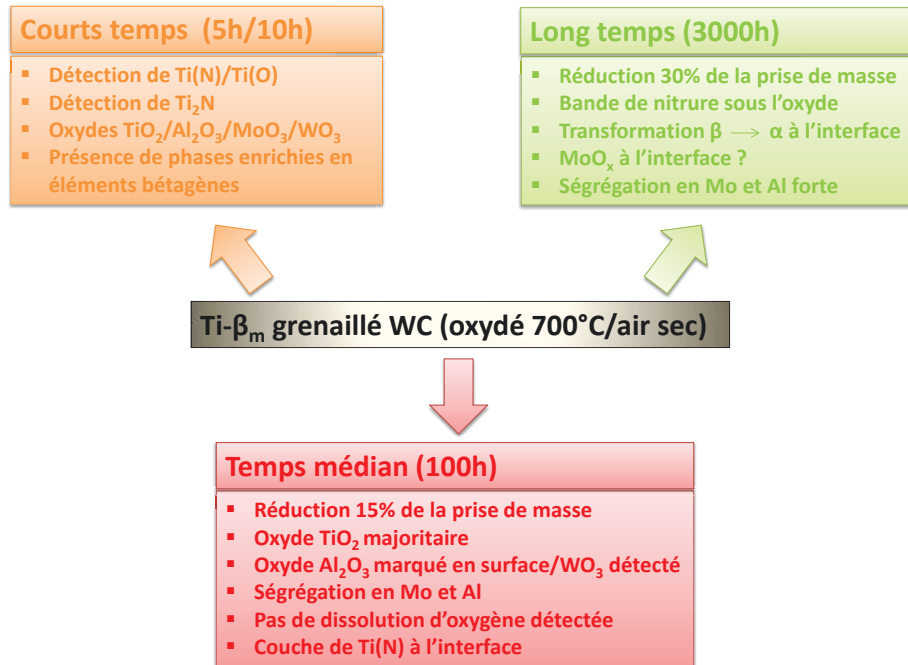 Courts temps (5h/10h)
▪ Détection de Ti(N)/Ti(O)
▪ Détection de Ti₂N
▪ Oxydes TiO₂/Al₂O₃/MoO₃/WO₃
▪ Présence de phases enrichies en
éléments bétagènes
Long temps (3000h)
▪ Réduction 30% de la prise de masse
▪ Bande de nitrure sous l'oxyde
▪ Transformation β → α à l'interface
▪ MoOₓ à l'interface ?
▪ Ségrégation en Mo et Al forte
Ti-βₘ grenaillé WC (oxydé 700°C/air sec)
Temps médian (100h)
▪ Réduction 15% de la prise de masse
▪ Oxyde TiO₂ majoritaire
▪ Oxyde Al₂O₃ marqué en surface/WO₃ détecté
▪ Ségrégation en Mo et Al
▪ Pas de dissolution d'oxygène détectée
▪ Couche de Ti(N) à l'interface